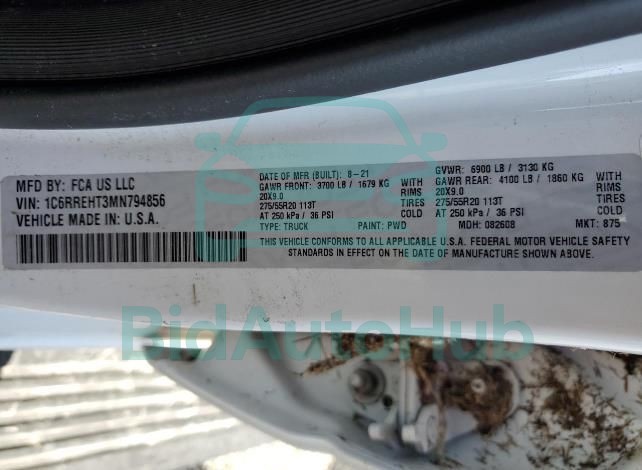 MFD BY: FCA US LLC
VIN: 1C6RREHT3MN794856
VEHICLE MADE IN: U.S.A.
DATE OF MFR (BUILT): 8-21
GVWR: 6900 LB / 3130 KG
GAWR FRONT: 3700 LB / 1679 KG WITH
GAWR REAR: 4100 LB / 1860 KG WITH
20X9.0 RIMS
20X9.0 RIMS
275/55R20 113T TIRES
275/55R20 113T TIRES
AT 250 kPa / 36 PSI COLD
AT 250 kPa / 36 PSI COLD
TYPE: TRUCK PAINT: PWD MDH: 082608 MKT: 875
THIS VEHICLE CONFORMS TO ALL APPLICABLE U.S.A. FEDERAL MOTOR VEHICLE SAFETY
STANDARDS IN EFFECT ON THE DATE OF MANUFACTURE SHOWN ABOVE.
BidAutoHub